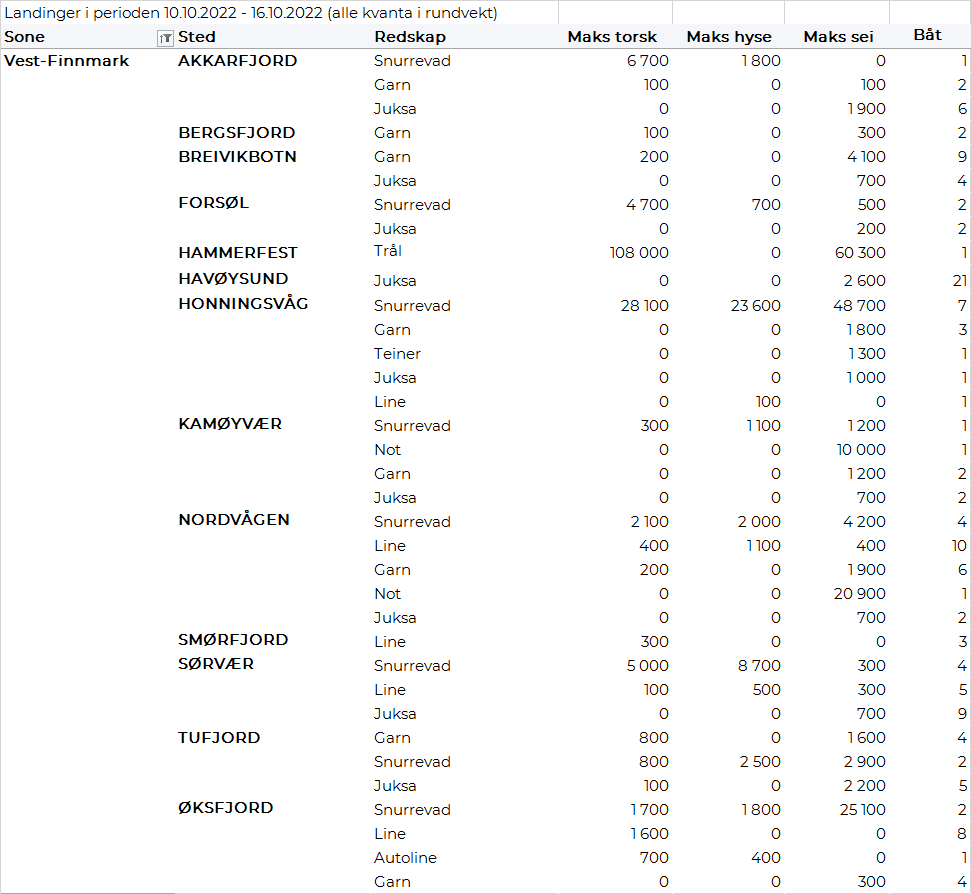 Landinger i perioden 10.10.2022 - 16.10.2022 (alle kvanta i rundvekt)
Sone Sted Redskap Maks torsk Maks hyse Maks sei Båt
Vest-Finnmark AKKARFJORD Snurrevad 6 700 1 800 0 1
Garn 100 0 100 2
Juksa 0 0 1 900 6
BERGSFJORD Garn 100 0 300 2
BREIVIKBOTN Garn 200 0 4 100 9
Juksa 0 0 700 4
FORSØL Snurrevad 4 700 700 500 2
Juksa 0 0 200 2
HAMMERFEST Trål 108 000 0 60 300 1
HAVØYSUND Juksa 0 0 2 600 21
HONNINGSVÅG Snurrevad 28 100 23 600 48 700 7
Garn 0 0 1 800 3
Teiner 0 0 1 300 1
Juksa 0 0 1 000 1
Line 0 100 0 1
KAMØYVÆR Snurrevad 300 1 100 1 200 1
Not 0 0 10 000 1
Garn 0 0 1 200 2
Juksa 0 0 700 2
NORDVÅGEN Snurrevad 2 100 2 000 4 200 4
Line 400 1 100 400 10
Garn 200 0 1 900 6
Not 0 0 20 900 1
Juksa 0 0 700 2
SMØRFJORD Line 300 0 0 3
SØRVÆR Snurrevad 5 000 8 700 300 4
Line 100 500 300 5
Juksa 0 0 700 9
TUFJORD Garn 800 0 1 600 4
Snurrevad 800 2 500 2 900 2
Juksa 100 0 2 200 5
ØKSFJORD Snurrevad 1 700 1 800 25 100 2
Line 1 600 0 0 8
Autoline 700 400 0 1
Garn 0 0 300 4